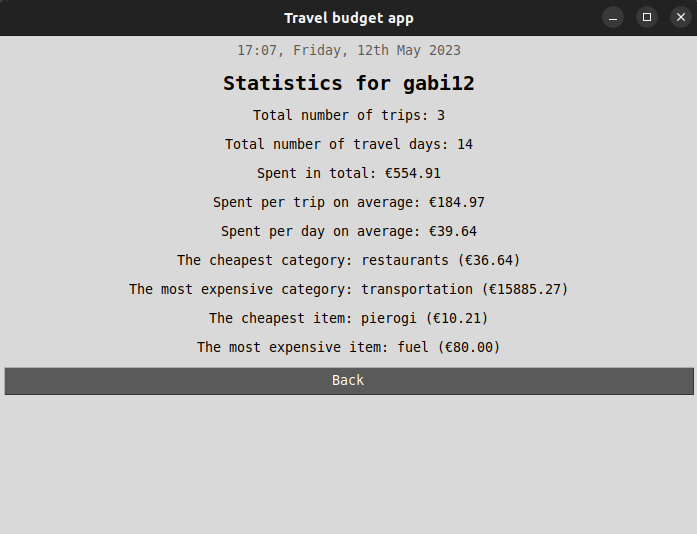 Travel budget app
17:07, Friday, 12th May 2023
Statistics for gabi12
Total number of trips: 3
Total number of travel days: 14
Spent in total: €554.91
Spent per trip on average: €184.97
Spent per day on average: €39.64
The cheapest category: restaurants (€36.64)
The most expensive category: transportation (€15885.27)
The cheapest item: pierogi (€10.21)
The most expensive item: fuel (€80.00)
Back